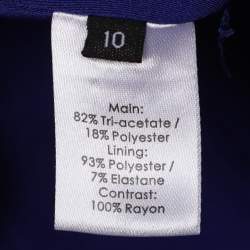 10
Main:
82% Tri-acetate /
18% Polyester
Lining:
93% Polyester /
7% Elastane
Contrast:
100% Rayon